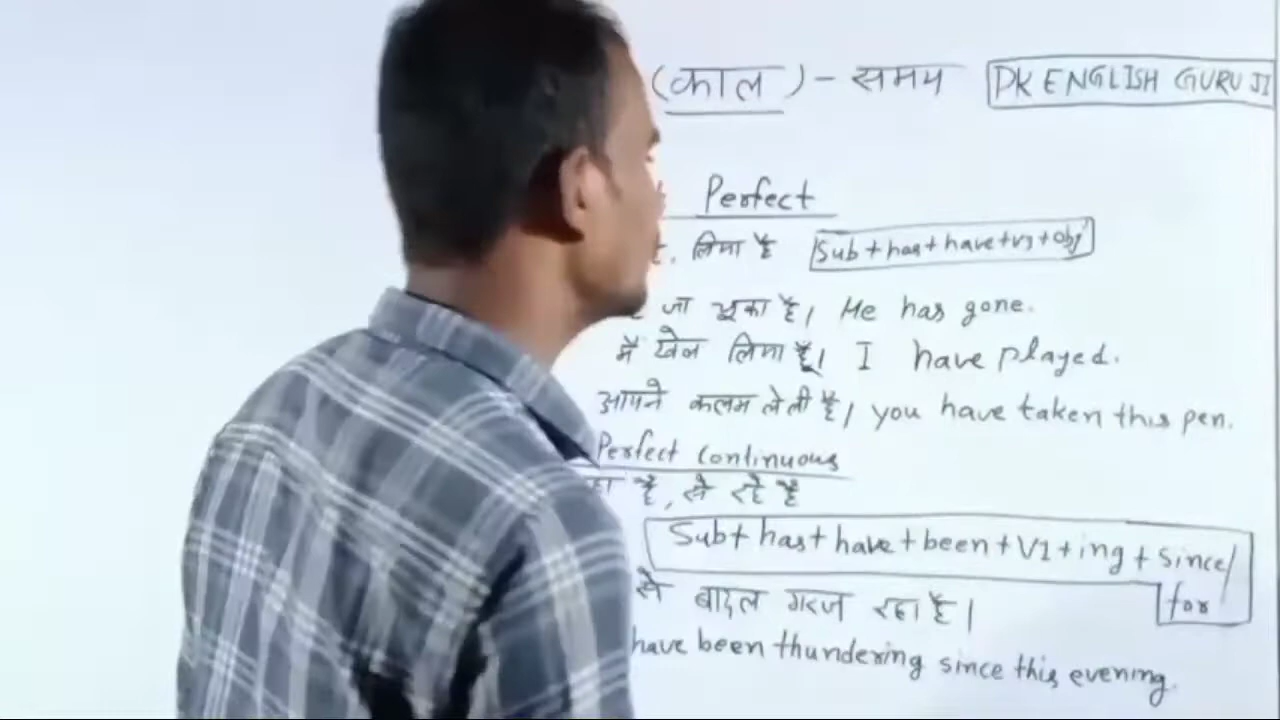 (काल) - समय PK ENGLISH GURU JI
Perfect
लिया है Sub + has + have + v3 + obj
जा चूका है। He has gone.
मैं खेल लिया हूँ। I have played.
आपने कलम ले ली है। you have taken this pen.
Perfect continuous
है, से रहे है
Sub + has + have + been + V1 + ing + since/
for
से बादल गरज रहा है।
have been thundering since this evening.